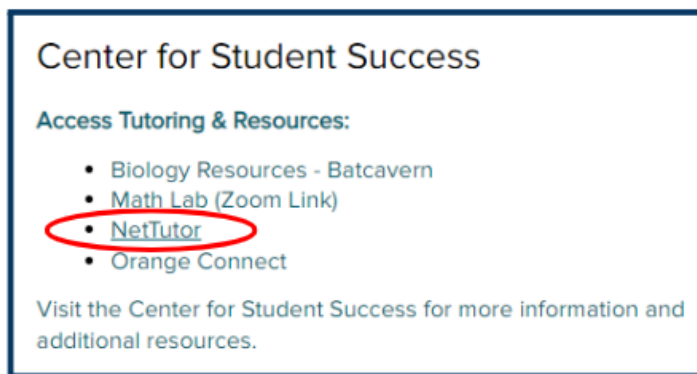 Center for Student Success
Access Tutoring & Resources:
• Biology Resources - Batcavern
• Math Lab (Zoom Link)
• NetTutor
• Orange Connect
Visit the Center for Student Success for more information and
additional resources.